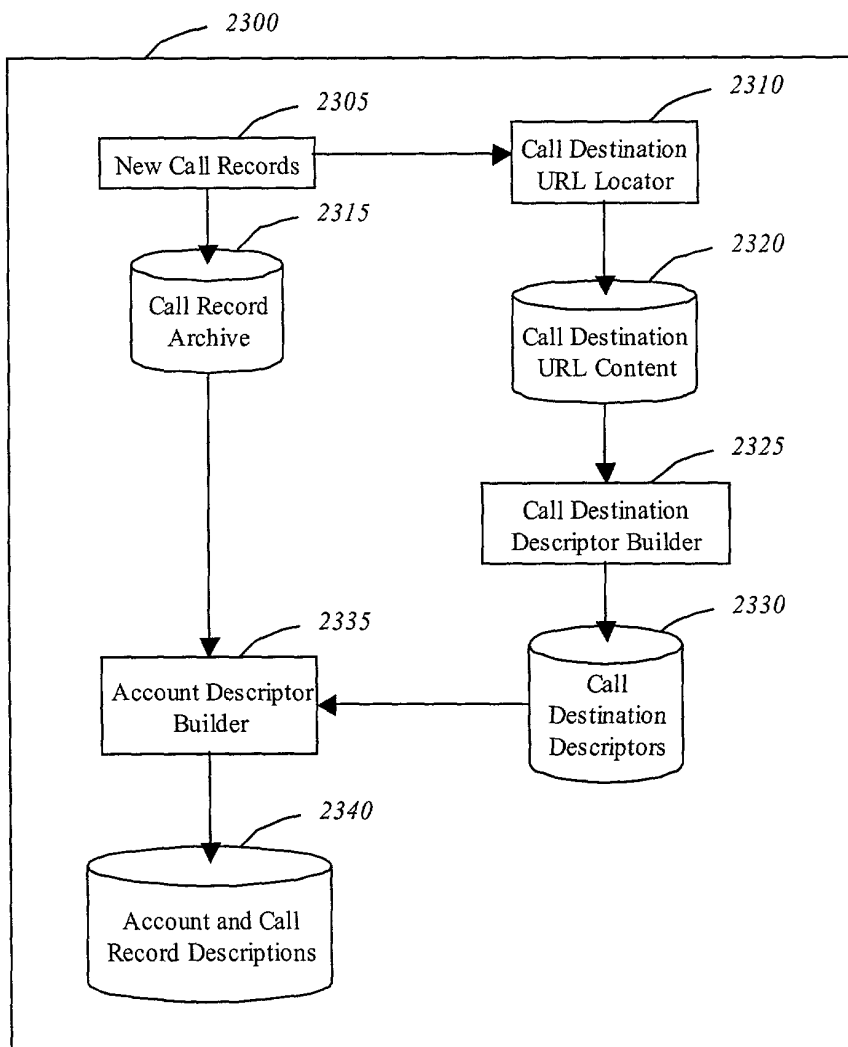 2300
2305
2310
New Call Records
Call Destination
URL Locator
2315
2320
Call Record
Archive
Call Destination
URL Content
2325
Call Destination
Descriptor Builder
2335
2330
Account Descriptor
Builder
Call
Destination
Descriptors
2340
Account and Call
Record Descriptions